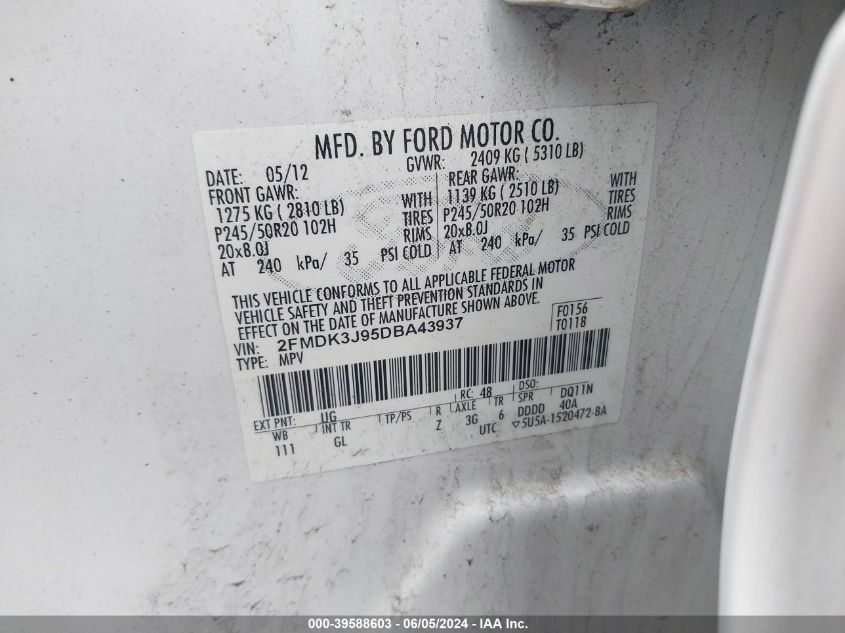 MFD. BY FORD MOTOR CO.
DATE: 05/12 GVWR: 2409 KG ( 5310 LB)
FRONT GAWR: REAR GAWR:
1275 KG ( 2810 LB) WITH 1139 KG ( 2510 LB) WITH
P245/50R20 102H TIRES P245/50R20 102H TIRES
20x8.0J RIMS 20x8.0J RIMS
AT 240 kPa/ 35 PSI COLD AT 240 kPa/ 35 PSI COLD
THIS VEHICLE CONFORMS TO ALL APPLICABLE FEDERAL MOTOR
VEHICLE SAFETY AND THEFT PREVENTION STANDARDS IN
EFFECT ON THE DATE OF MANUFACTURE SHOWN ABOVE.
VIN: 2FMDK3J95DBA43937 F0156
TYPE: MPV T0118
EXT PNT: UG RC: 48 DSO:
WB INT TR TP/PS R AXLE TR SPR DQ11N
111 GL Z 3G 6 DDDD 40A
UTC ▽5U5A-1520472-BA
000-39588603 - 06/05/2024 - IAA Inc.